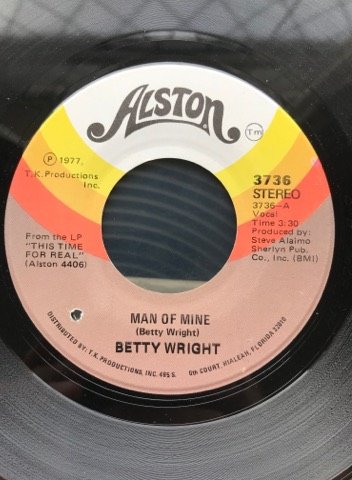 ALSTON
TM
℗ 1977.
T.K. Productions
Inc.
3736
STEREO
3736-A
Vocal
Time 3:30
Produced by:
Steve Alaimo
Sherlyn Pub.
Co., Inc. (BMI)
From the LP
"THIS TIME
FOR REAL"
(Alston 4406)
MAN OF MINE
(Betty Wright)
BETTY WRIGHT
DISTRIBUTED BY: T.K. PRODUCTIONS, INC. 495 S. 0th COURT, HIALEAH, FLORIDA 33010